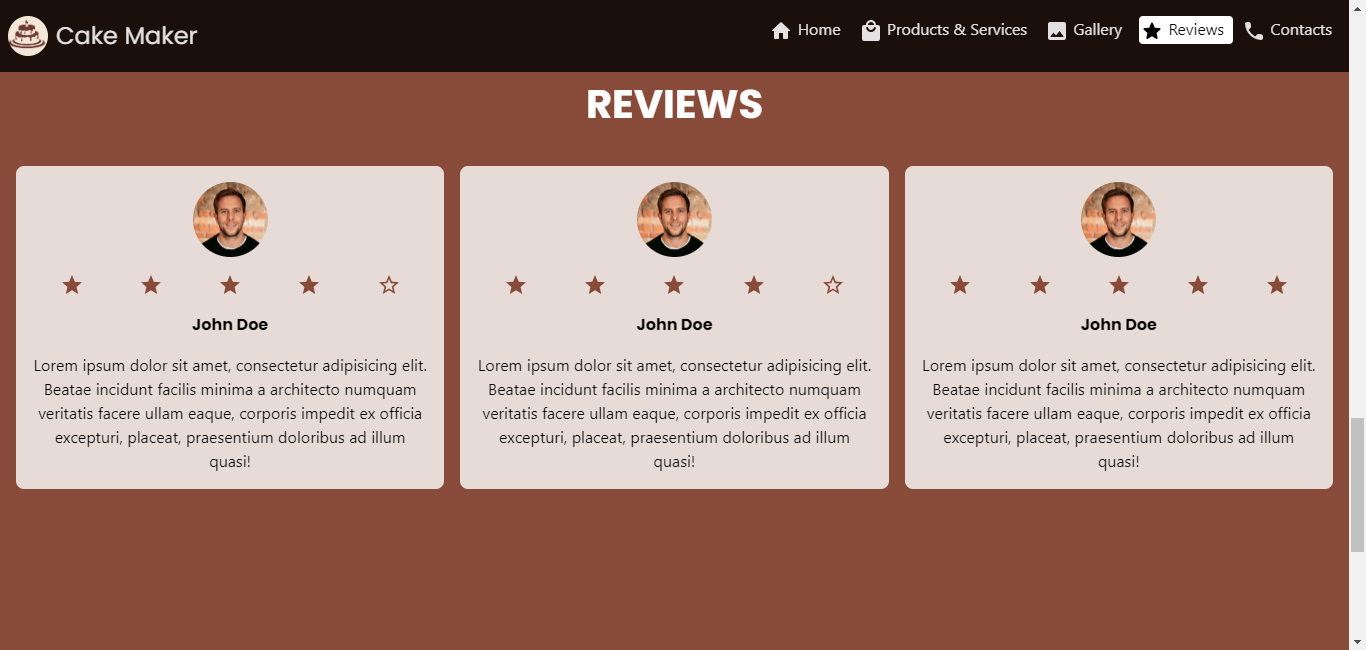 Cake Maker
Home
Products & Services
Gallery
Reviews
Contacts
REVIEWS
John Doe
Lorem ipsum dolor sit amet, consectetur adipisicing elit.
Beatae incidunt facilis minima a architecto numquam
veritatis facere ullam eaque, corporis impedit ex officia
excepturi, placeat, praesentium doloribus ad illum
quasi!
John Doe
Lorem ipsum dolor sit amet, consectetur adipisicing elit.
Beatae incidunt facilis minima a architecto numquam
veritatis facere ullam eaque, corporis impedit ex officia
excepturi, placeat, praesentium doloribus ad illum
quasi!
John Doe
Lorem ipsum dolor sit amet, consectetur adipisicing elit.
Beatae incidunt facilis minima a architecto numquam
veritatis facere ullam eaque, corporis impedit ex officia
excepturi, placeat, praesentium doloribus ad illum
quasi!